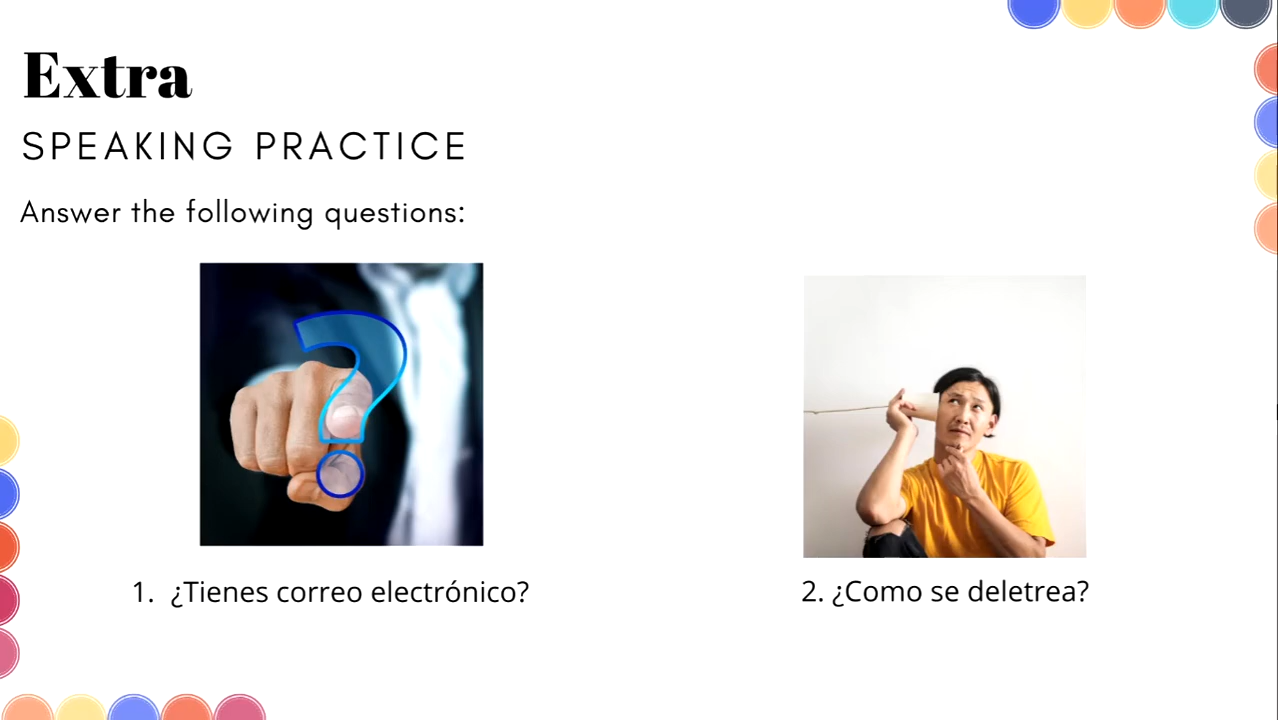 Extra
SPEAKING PRACTICE
Answer the following questions:
1. ¿Tienes correo electrónico?
2. ¿Como se deletrea?